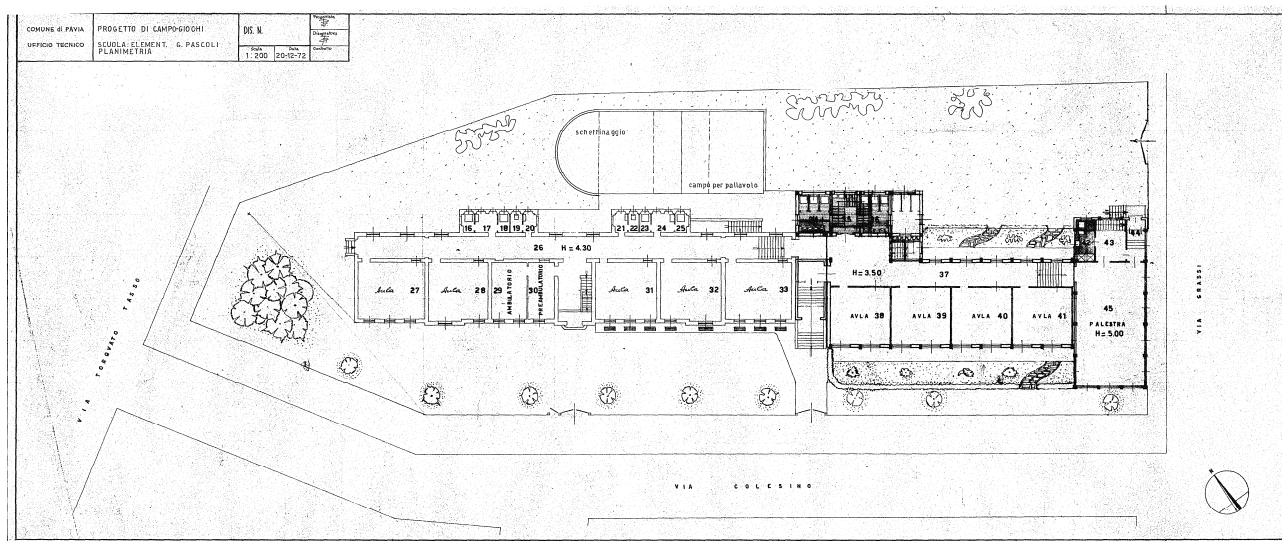 COMUNE di PAVIA
UFFICIO TECNICO
PROGETTO DI CAMPO-GIOCHI
SCUOLA: ELEMENT. G. PASCOLI
PLANIMETRIA
DIS. N.
Scala
1:200
Data
20-12-72
Progettista
Disegnatore
Controllo
schettinaggio
campo per pallavolo
16 17 18 19 20
21 22 23 24 25
26 H = 4.30
Aula 27
Aula 28
29 AMBULATORIO
30 PREAMBULATORIO
Aula 31
Aula 32
Aula 33
H = 3.50 37
AULA 38
AULA 39
AULA 40
AULA 41
43
44
45
PALESTRA
H = 5.00
VIA TORQUATO TASSO
VIA GRASSI
VIA COLESINO
N